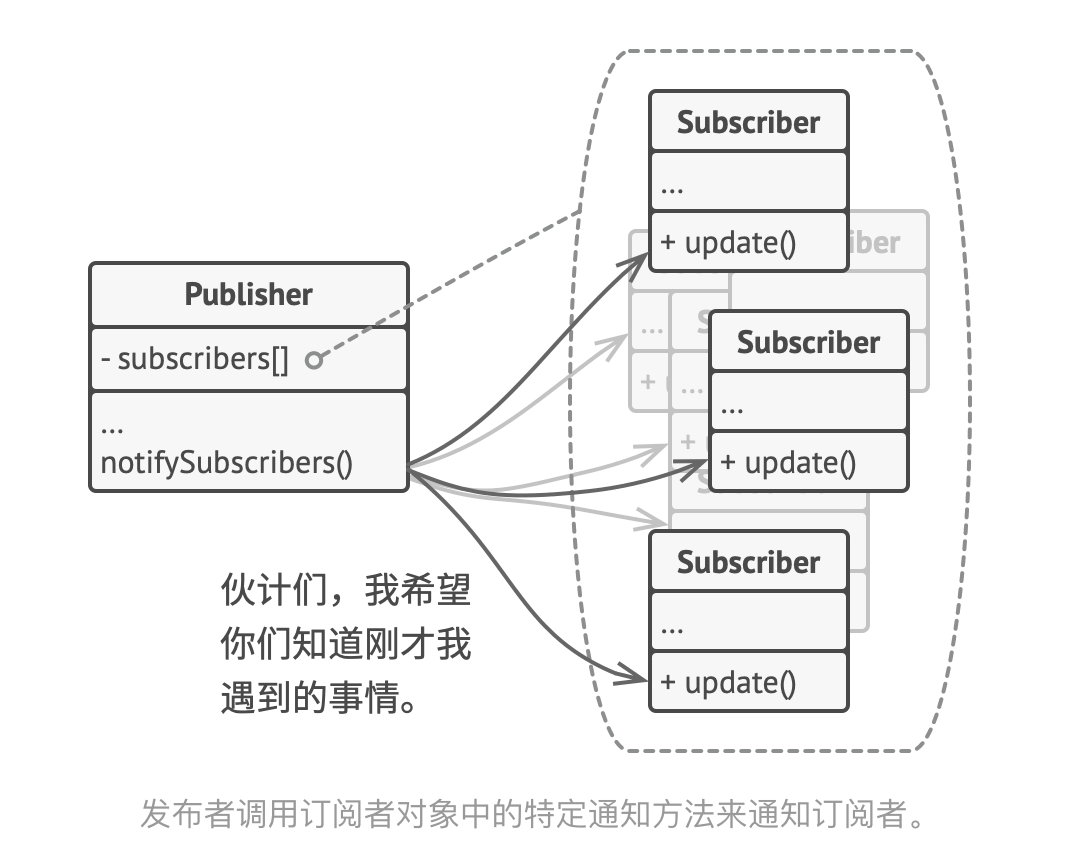 Publisher
- subscribers[]
...
notifySubscribers()
Subscriber
...
+ update()
iber
...
+
S
...
+
Subscriber
...
+ update()
S
Subscriber
...
+ update()
伙计们，我希望
你们知道刚才我
遇到的事情。
发布者调用订阅者对象中的特定通知方法来通知订阅者。